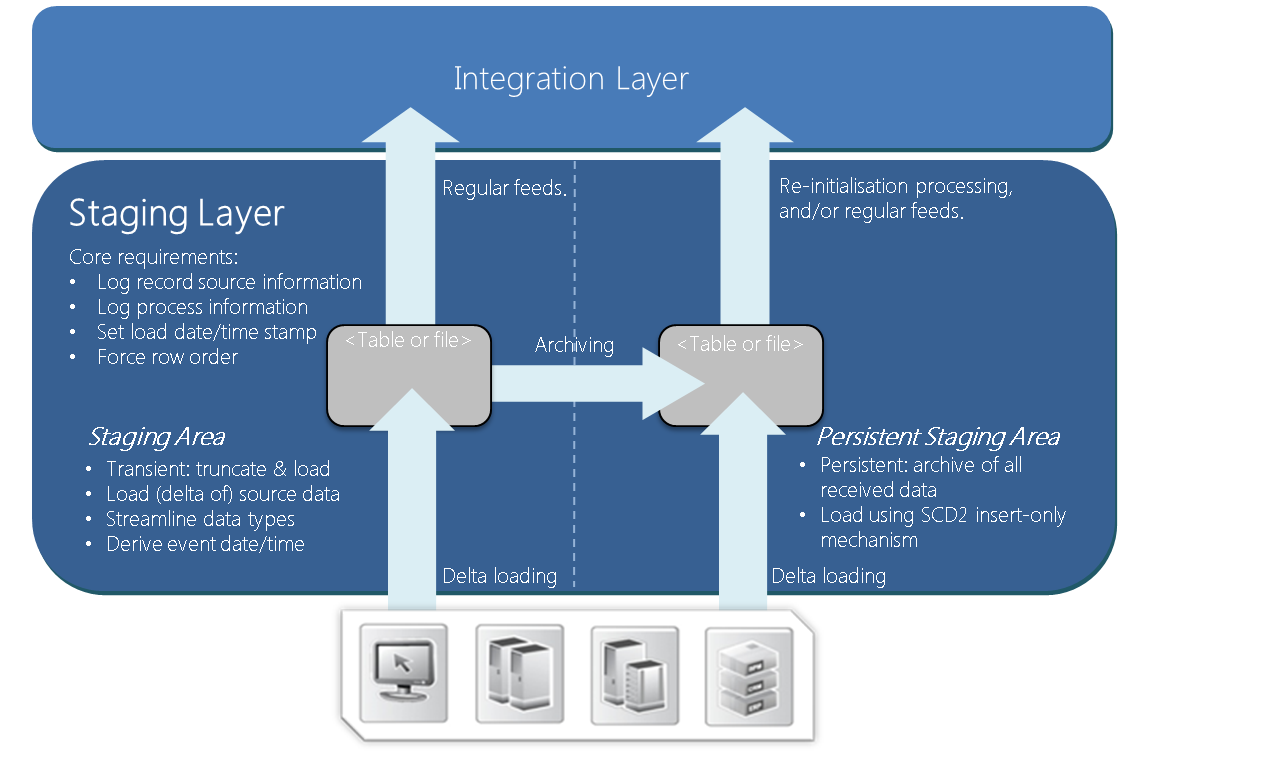 Integration Layer
Regular feeds.
Re-initialisation processing,
and/or regular feeds.
Staging Layer
Core requirements:
• Log record source information
• Log process information
• Set load date/time stamp
• Force row order
<Table or file>
Archiving
<Table or file>
Staging Area
• Transient: truncate & load
• Load (delta of) source data
• Streamline data types
• Derive event date/time
Persistent Staging Area
• Persistent: archive of all
received data
• Load using SCD2 insert-only
mechanism
Delta loading
Delta loading
CRM
ERP